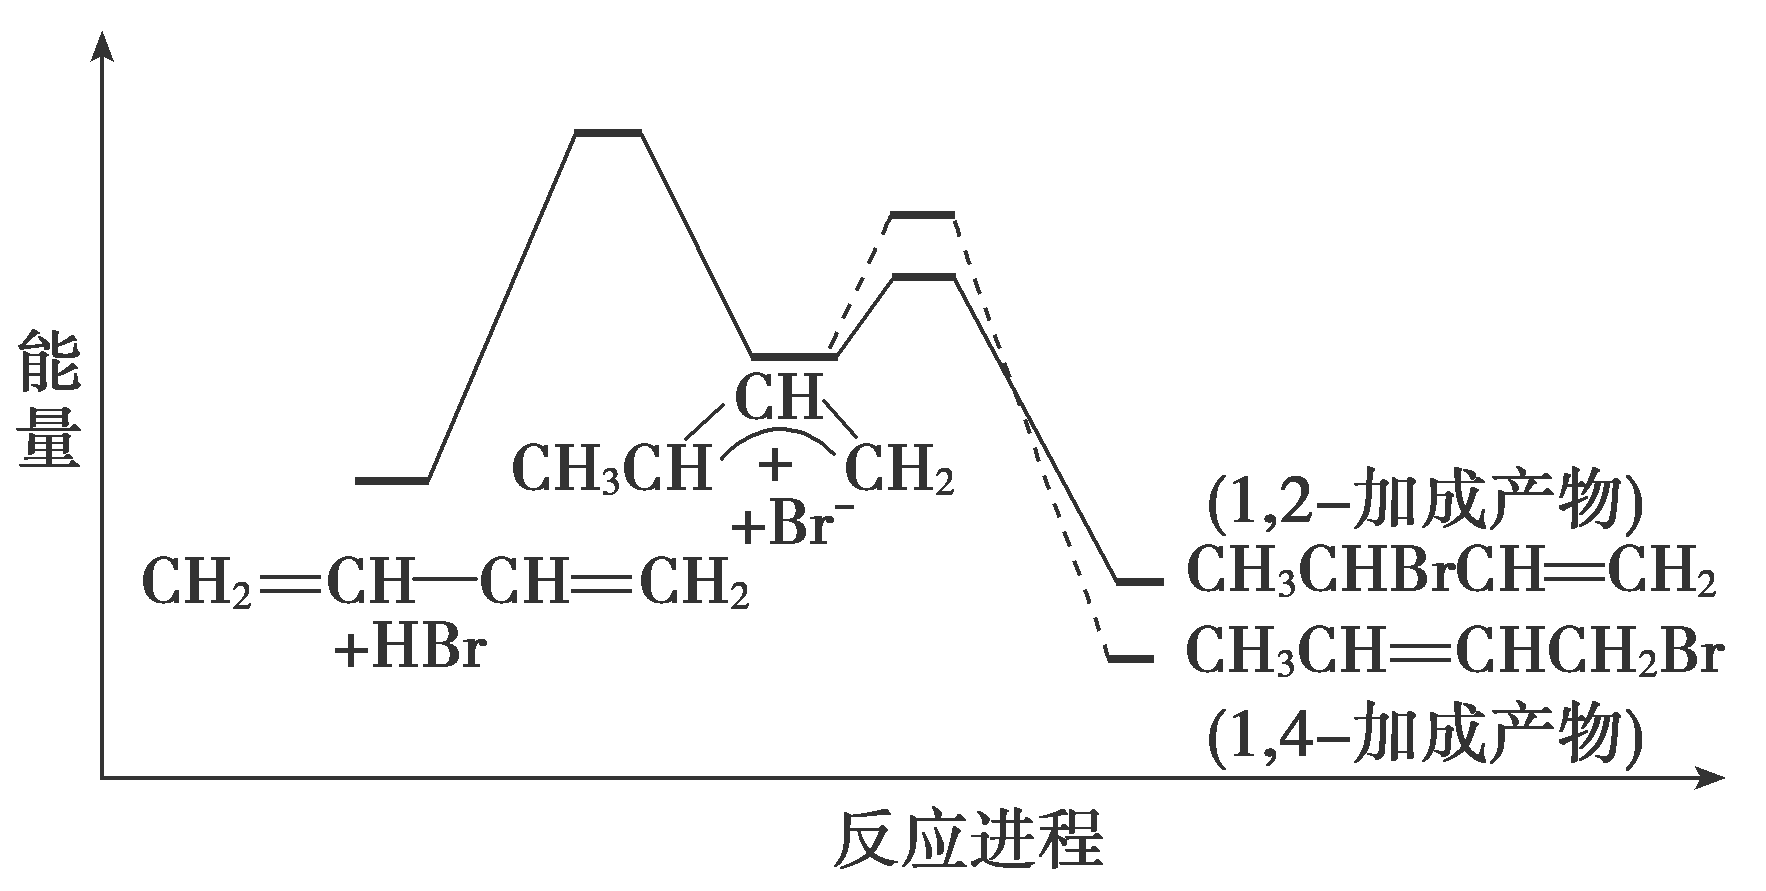 能量
CH
CH₃CH + CH₂
+Br⁻
CH₂=CH—CH=CH₂
+HBr
(1,2-加成产物)
CH₃CHBrCH=CH₂
CH₃CH=CHCH₂Br
(1,4-加成产物)
反应进程